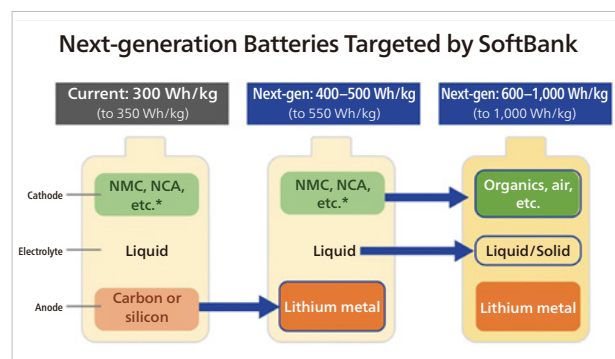 Next-generation Batteries Targeted by SoftBank
Current: 300 Wh/kg
(to 350 Wh/kg)
Next-gen: 400–500 Wh/kg
(to 550 Wh/kg)
Next-gen: 600–1,000 Wh/kg
(to 1,000 Wh/kg)
Cathode
NMC, NCA,
etc.*
NMC, NCA,
etc.*
Organics, air,
etc.
Electrolyte
Liquid
Liquid
Liquid/Solid
Anode
Carbon or
silicon
Lithium metal
Lithium metal